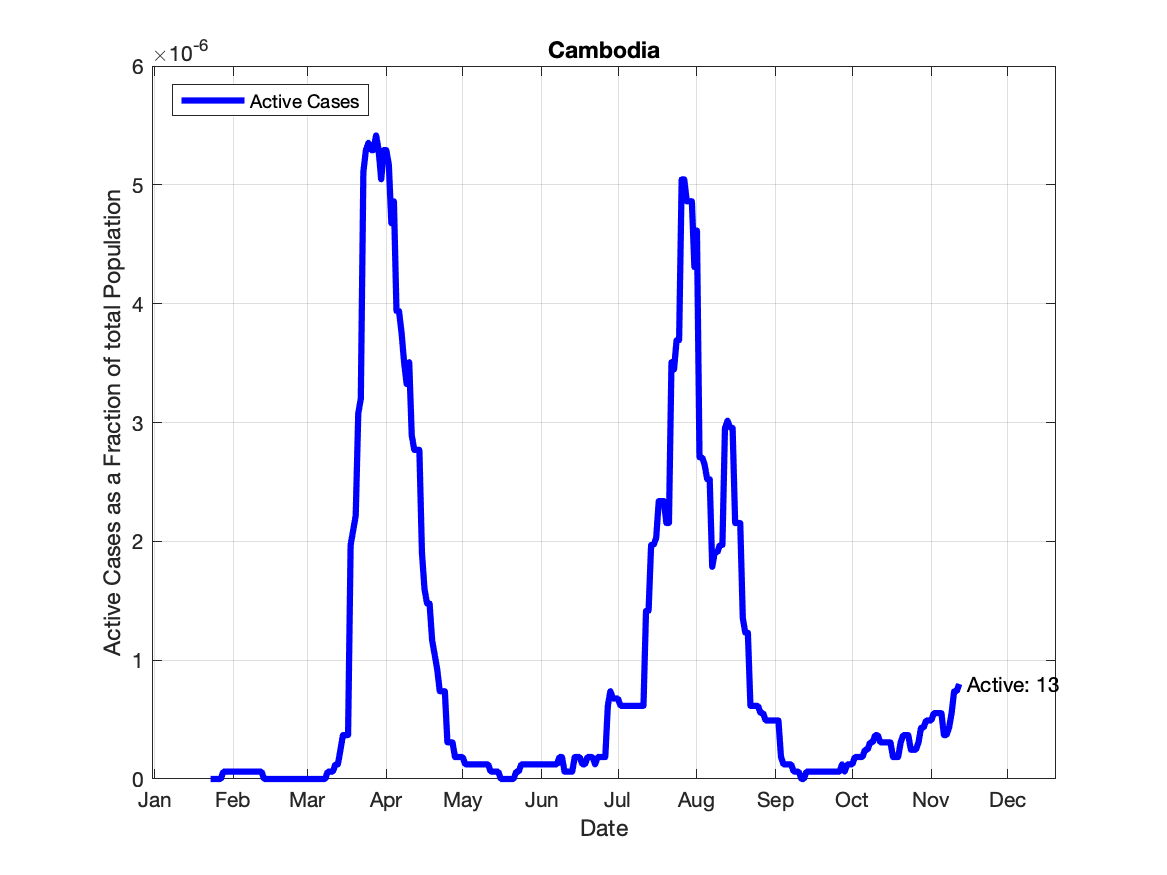 Cambodia
×10-6
Active Cases
6
5
4
3
2
1
0
Active Cases as a Fraction of total Population
Active: 13
Jan Feb Mar Apr May Jun Jul Aug Sep Oct Nov Dec
Date